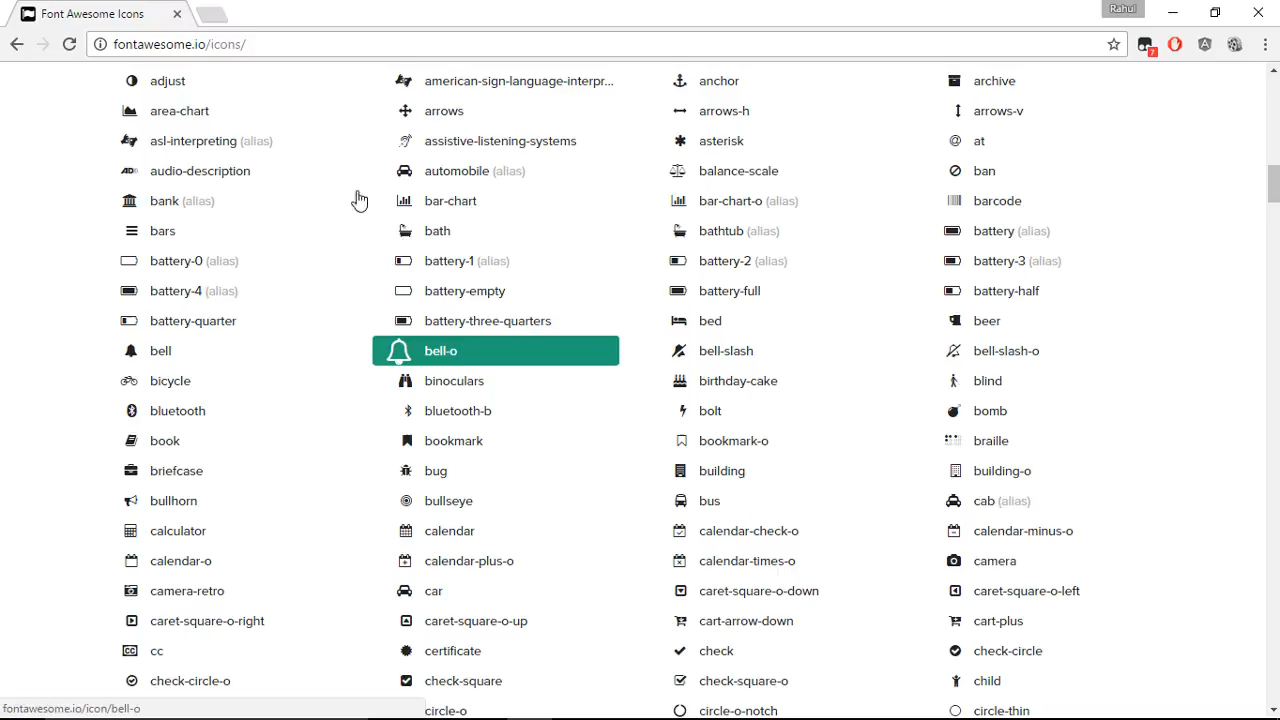 Font Awesome Icons
Rahul
fontawesome.io/icons/
7
adjust american-sign-language-interpr... anchor archive
area-chart arrows arrows-h arrows-v
asl-interpreting (alias) assistive-listening-systems asterisk at
audio-description automobile (alias) balance-scale ban
bank (alias) bar-chart bar-chart-o (alias) barcode
bars bath bathtub (alias) battery (alias)
battery-0 (alias) battery-1 (alias) battery-2 (alias) battery-3 (alias)
battery-4 (alias) battery-empty battery-full battery-half
battery-quarter battery-three-quarters bed beer
bell bell-o bell-slash bell-slash-o
bicycle binoculars birthday-cake blind
bluetooth bluetooth-b bolt bomb
book bookmark bookmark-o braille
briefcase bug building building-o
bullhorn bullseye bus cab (alias)
calculator calendar calendar-check-o calendar-minus-o
calendar-o calendar-plus-o calendar-times-o camera
camera-retro car caret-square-o-down caret-square-o-left
caret-square-o-right caret-square-o-up cart-arrow-down cart-plus
cc certificate check check-circle
check-circle-o check-square check-square-o child
fontawesome.io/icon/bell-o circle-o circle-o-notch circle-thin